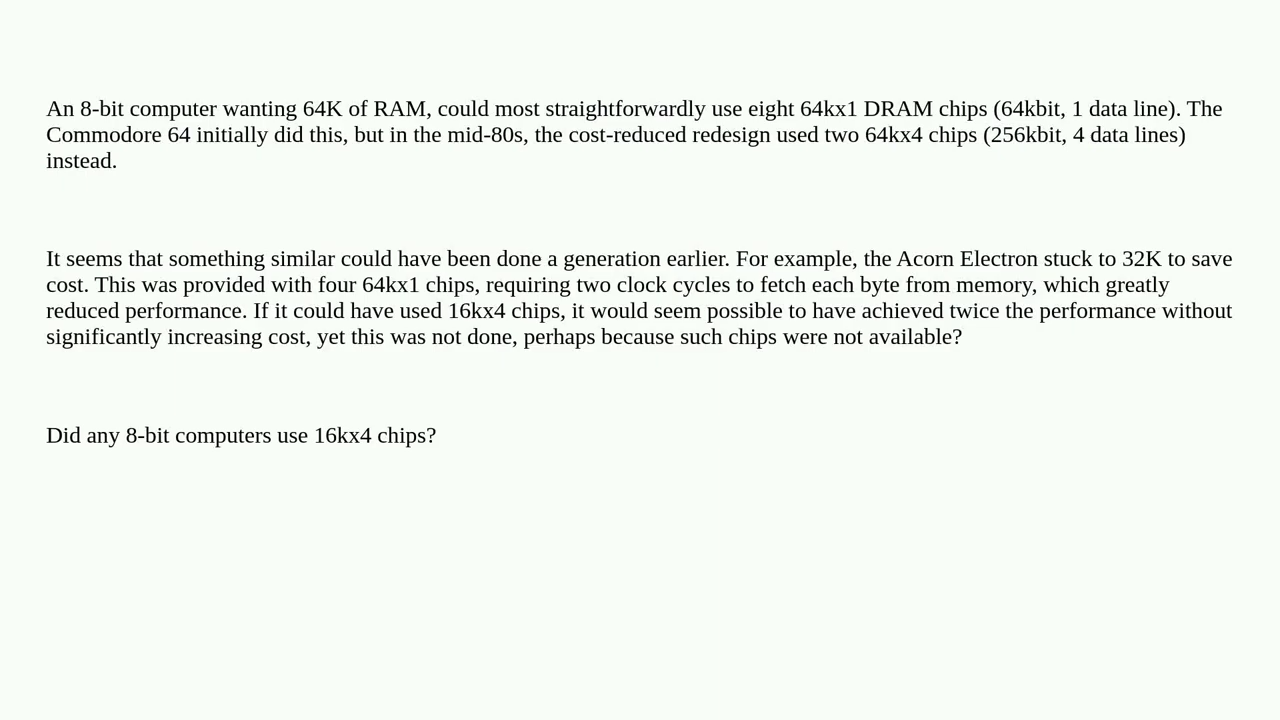 An 8-bit computer wanting 64K of RAM, could most straightforwardly use eight 64kx1 DRAM chips (64kbit, 1 data line). The
Commodore 64 initially did this, but in the mid-80s, the cost-reduced redesign used two 64kx4 chips (256kbit, 4 data lines)
instead.
It seems that something similar could have been done a generation earlier. For example, the Acorn Electron stuck to 32K to save
cost. This was provided with four 64kx1 chips, requiring two clock cycles to fetch each byte from memory, which greatly
reduced performance. If it could have used 16kx4 chips, it would seem possible to have achieved twice the performance without
significantly increasing cost, yet this was not done, perhaps because such chips were not available?
Did any 8-bit computers use 16kx4 chips?